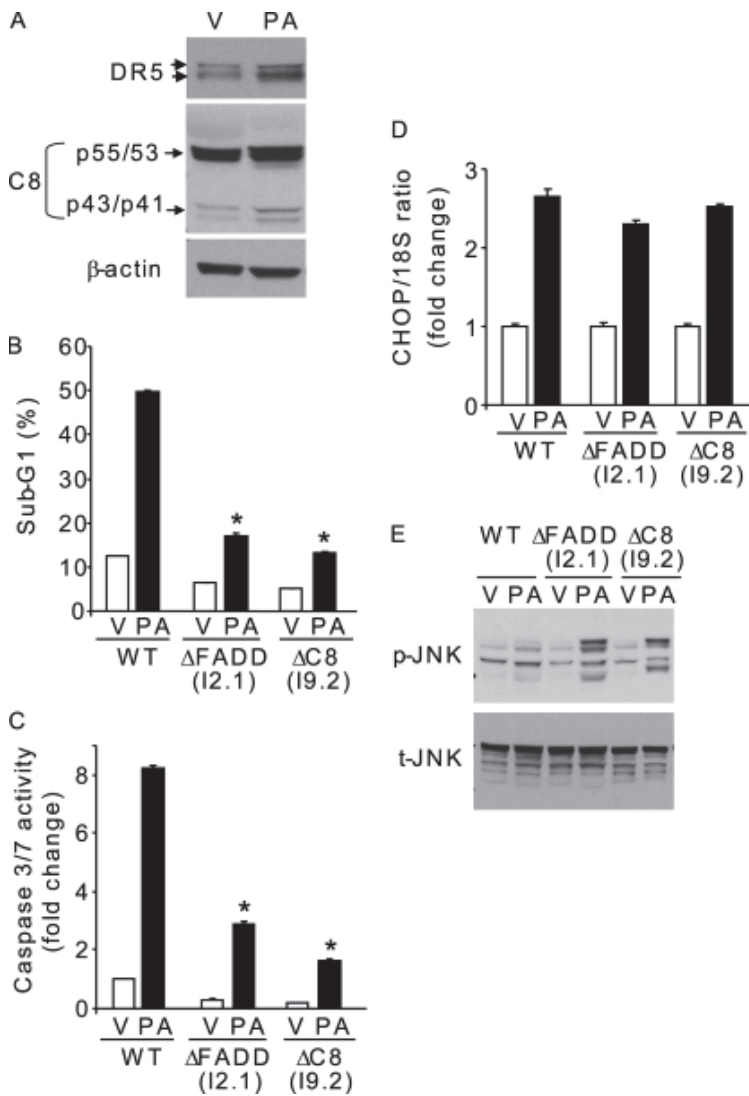 A
V PA
DR5
C8
p55/53
p43/p41
β-actin
B
Sub-G1 (%)
60
50
40
30
20
10
0
V PA V PA V PA
WT ΔFADD (I2.1) ΔC8 (I9.2)
* *
C
Caspase 3/7 activity (fold change)
8
6
4
2
0
* *
V PA V PA V PA
WT ΔFADD (I2.1) ΔC8 (I9.2)
D
CHOP/18S ratio (fold change)
3
2
1
0
V PA V PA V PA
WT ΔFADD (I2.1) ΔC8 (I9.2)
E
WT ΔFADD (I2.1) ΔC8 (I9.2)
V PA V PA V PA
p-JNK
t-JNK